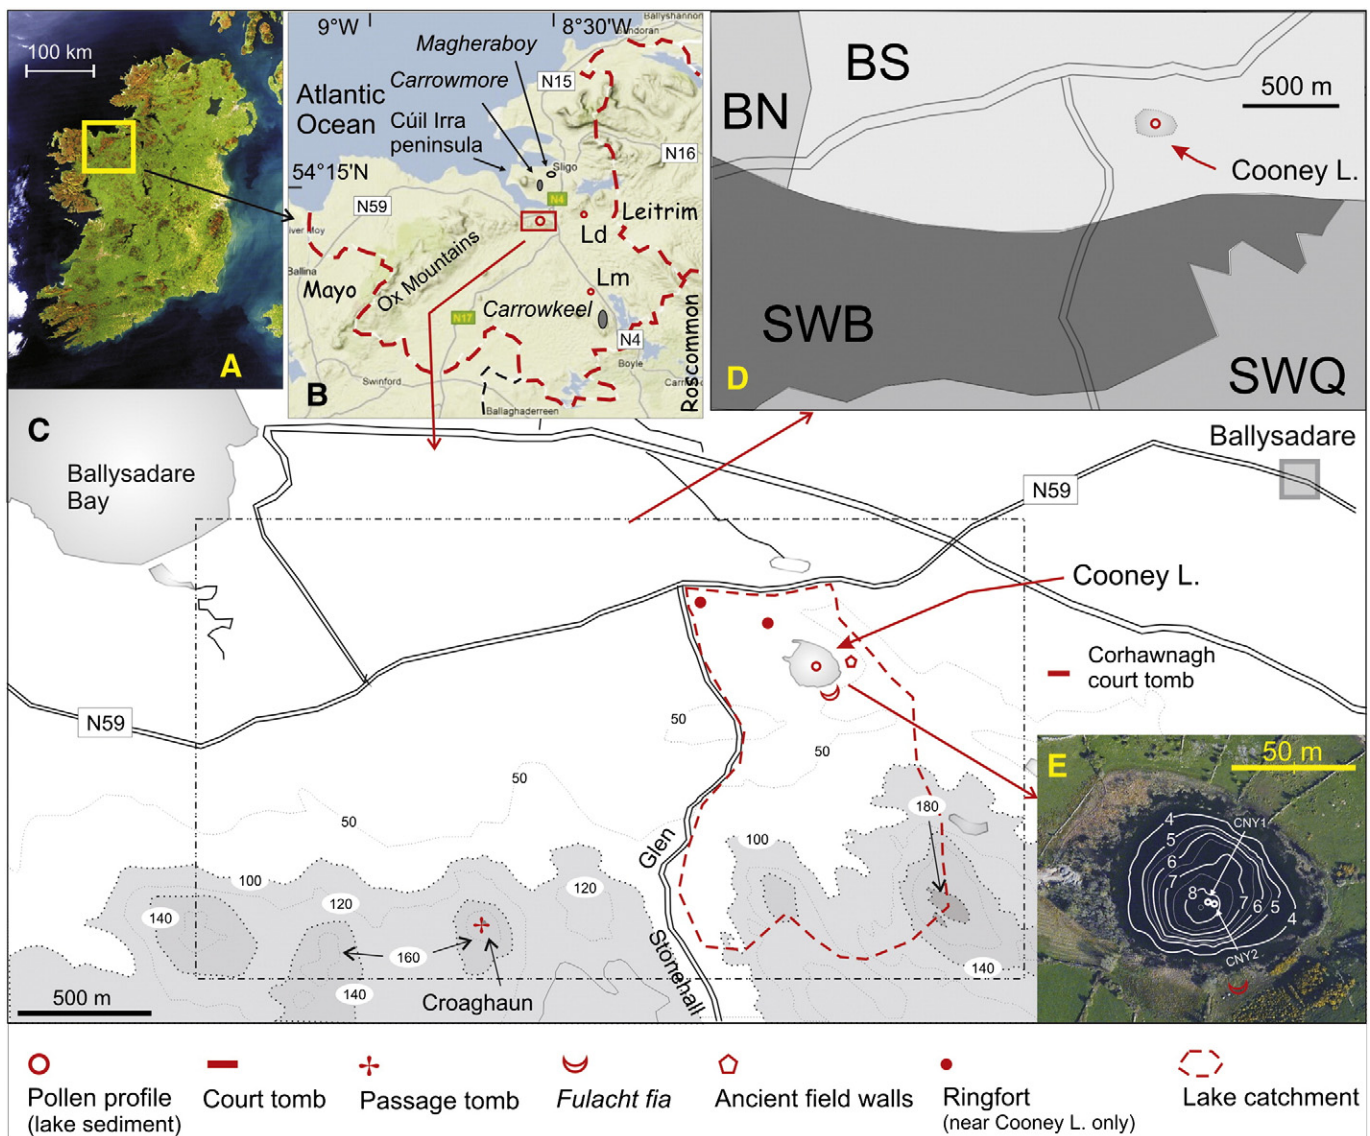 100 km
A
9°W
8°30'W
Ballyshannon
Bundoran
Magheraboy
Carrowmore
N15
Atlantic
Ocean
Cúil Irra
peninsula
N16
Sligo
54°15'N
N59
N4
Leitrim
Ld
Ballina
Mayo
Ox Mountains
Lm
Carrowkeel
N17
N4
Roscommon
Boyle
Swinford
B
Ballaghaderreen
BS
BN
500 m
Cooney L.
SWB
SWQ
D
C
Ballysadare
Bay
Ballysadare
N59
Cooney L.
Corhawnagh
court tomb
N59
50
50
50
50
180
100
100
Glen
120
120
140
160
140
Stonehall
140
Croaghaun
500 m
E
50 m
4
5
6
7
8
7
6
5
4
CNY1
CNY2
Pollen profile
(lake sediment)
Court tomb
Passage tomb
Fulacht fia
Ancient field walls
Ringfort
(near Cooney L. only)
Lake catchment